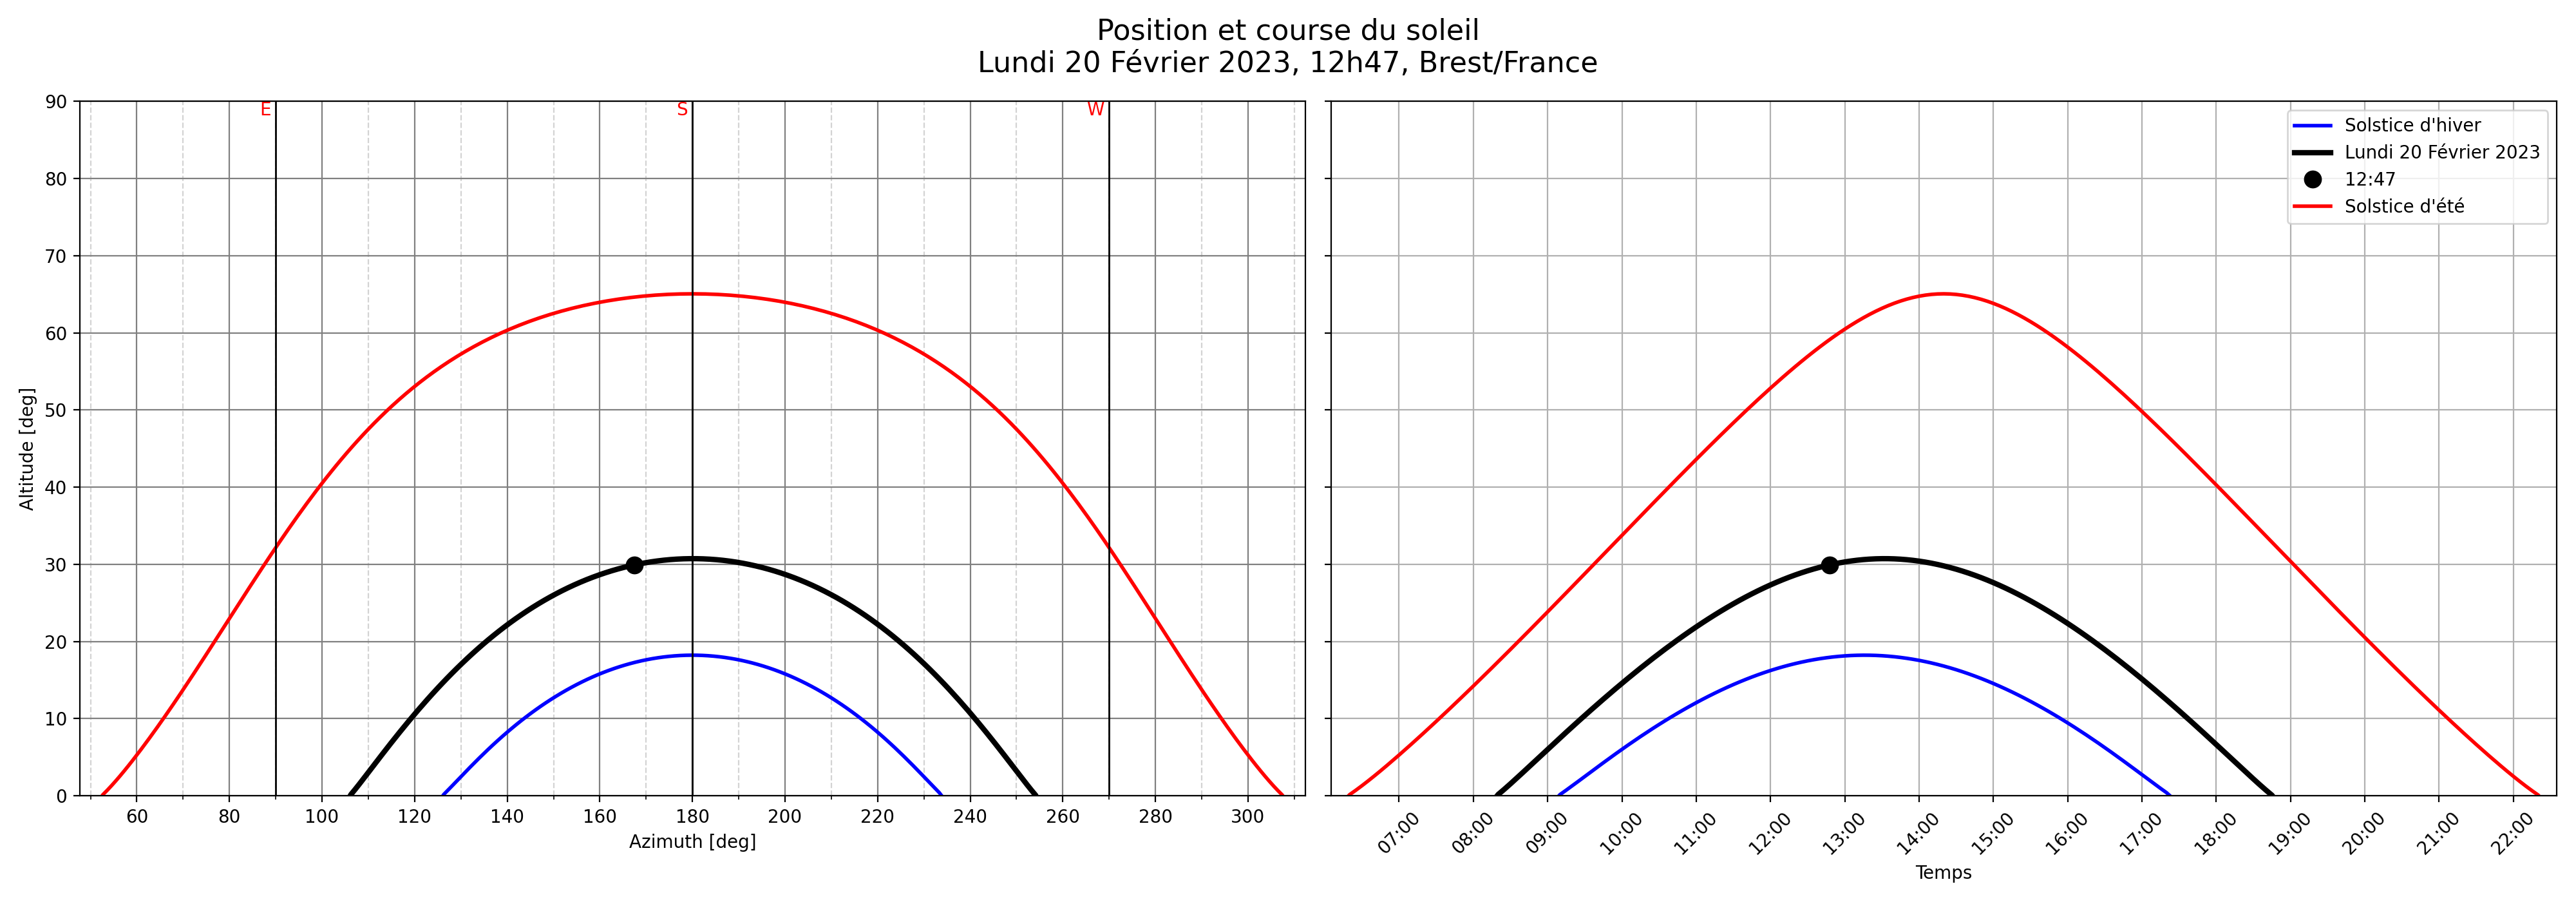 Position et course du soleil
Lundi 20 Février 2023, 12h47, Brest/France
E
S
W
90
80
70
60
50
40
30
20
10
0
Altitude [deg]
60 80 100 120 140 160 180 200 220 240 260 280 300
Azimuth [deg]
Solstice d'hiver
Lundi 20 Février 2023
12:47
Solstice d'été
07:00 08:00 09:00 10:00 11:00 12:00 13:00 14:00 15:00 16:00 17:00 18:00 19:00 20:00 21:00 22:00
Temps